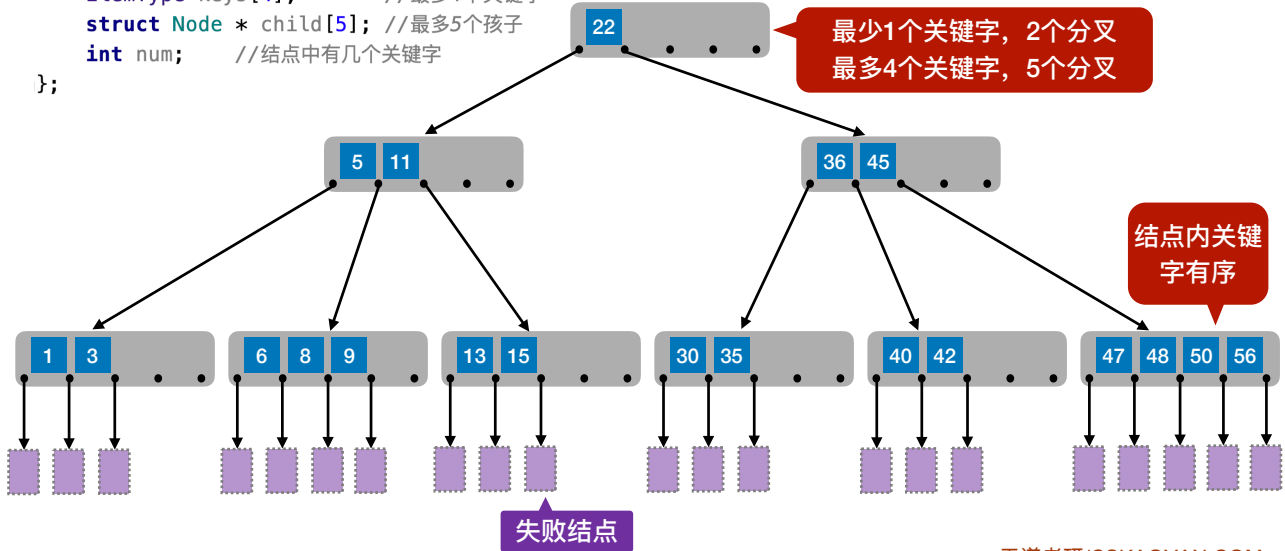 struct Node * child[5]; //最多5个孩子
int num; //结点中有几个关键字
};
22
最少1个关键字，2个分叉
最多4个关键字，5个分叉
5 11
36 45
结点内关键
字有序
1 3
6 8 9
13 15
30 35
40 42
47 48 50 56
失败结点